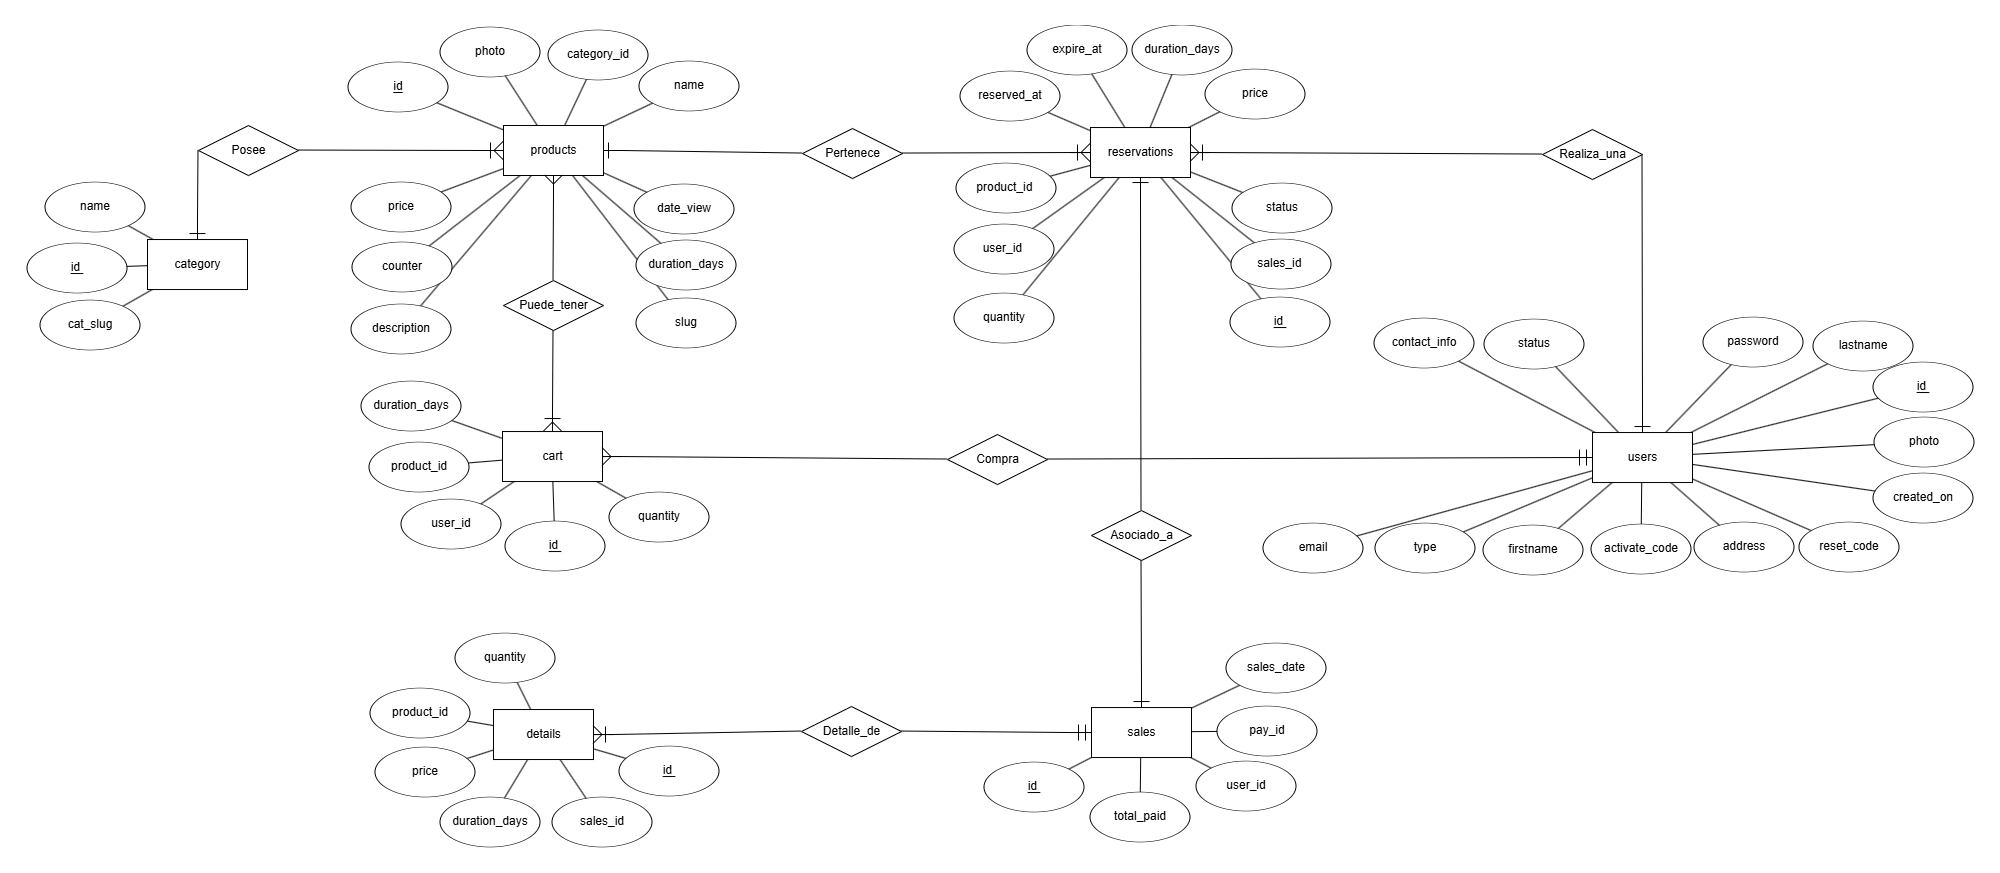 photo
category_id
id
name
products
Posee
price
date_view
counter
duration_days
description
slug
name
id
category
cat_slug
Puede_tener
Pertenece
expire_at
duration_days
reserved_at
price
reservations
product_id
status
user_id
sales_id
quantity
id
Realiza_una
contact_info
status
password
lastname
id
photo
users
created_on
email
type
firstname
activate_code
address
reset_code
duration_days
product_id
cart
user_id
id
quantity
Compra
Asociado_a
quantity
product_id
details
price
id
duration_days
sales_id
Detalle_de
sales_date
sales
pay_id
id
user_id
total_paid